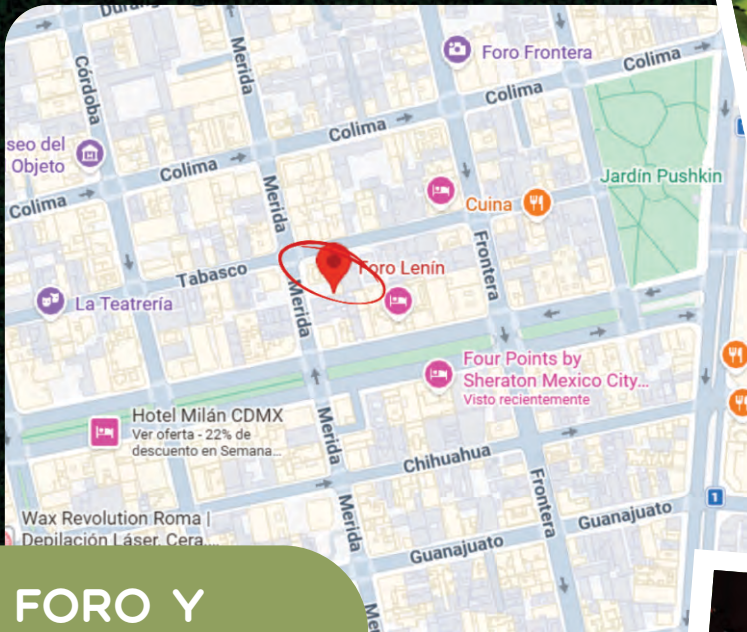 Córdoba
Merida
Foro Frontera
Colima
Colima
Colima
seo del
Objeto
Colima
Colima
Jardín Pushkin
Merida
Cuina
Tabasco
Foro Lenín
Frontera
La Teatrería
Merida
Four Points by
Sheraton Mexico City...
Visto recientemente
Hotel Milán CDMX
Ver oferta - 22% de
descuento en Semana...
Merida
Chihuahua
Frontera
1
Wax Revolution Roma |
Depilación Láser, Cera....
Merida
Guanajuato
Guanajuato
FORO Y